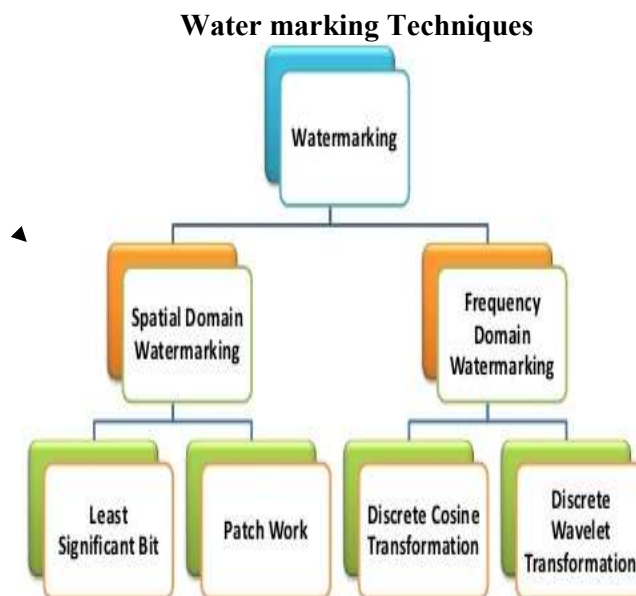 Water marking Techniques
Watermarking
Spatial Domain
Watermarking
Frequency
Domain
Watermarking
Least
Significant Bit
Patch Work
Discrete Cosine
Transformation
Discrete
Wavelet
Transformation